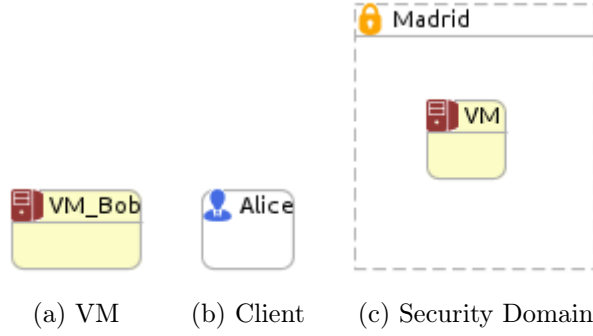 Madrid
VM
VM_Bob
Alice
(a) VM
(b) Client
(c) Security Domain